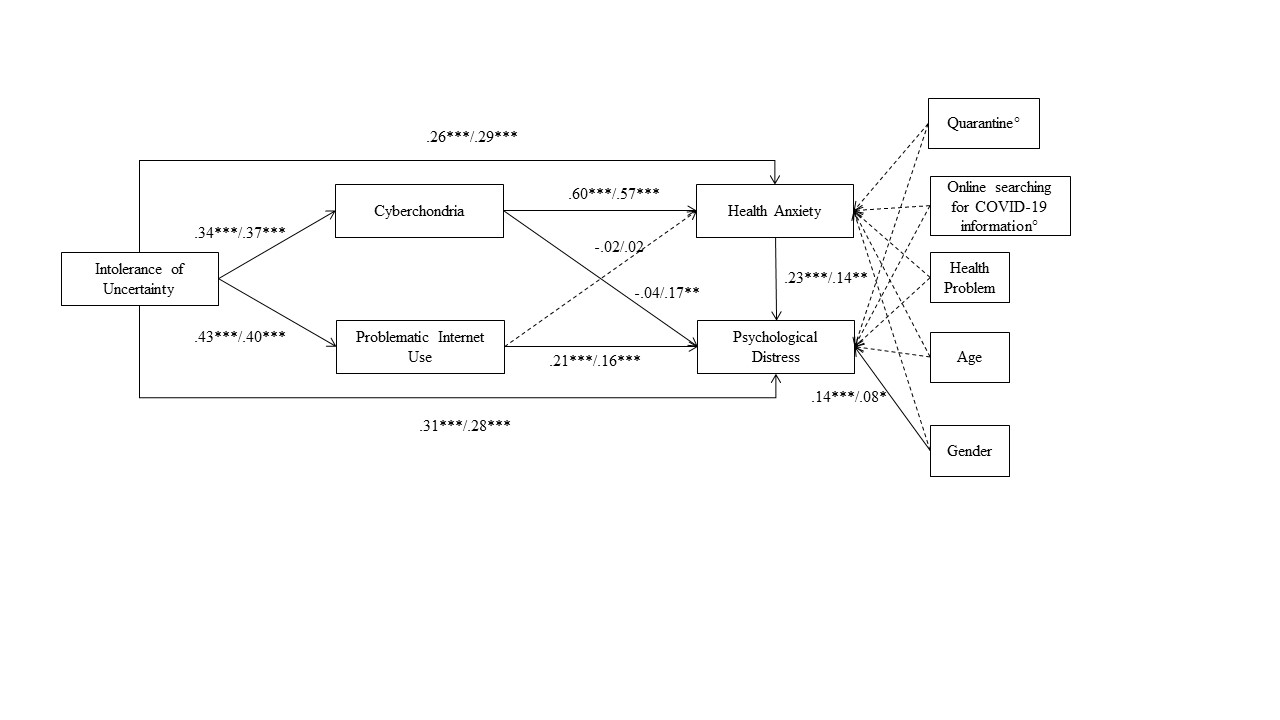 Quarantine°
.26***/.29***
Online searching
for COVID-19
information°
Cyberchondria
.60***/.57***
Health Anxiety
.34***/.37***
-.02/.02
Intolerance of
Uncertainty
Health
Problem
.23***/.14**
-.04/.17**
.43***/.40***
Problematic Internet
Use
Psychological
Distress
.21***/.16***
Age
.14***/.08*
.31***/.28***
Gender